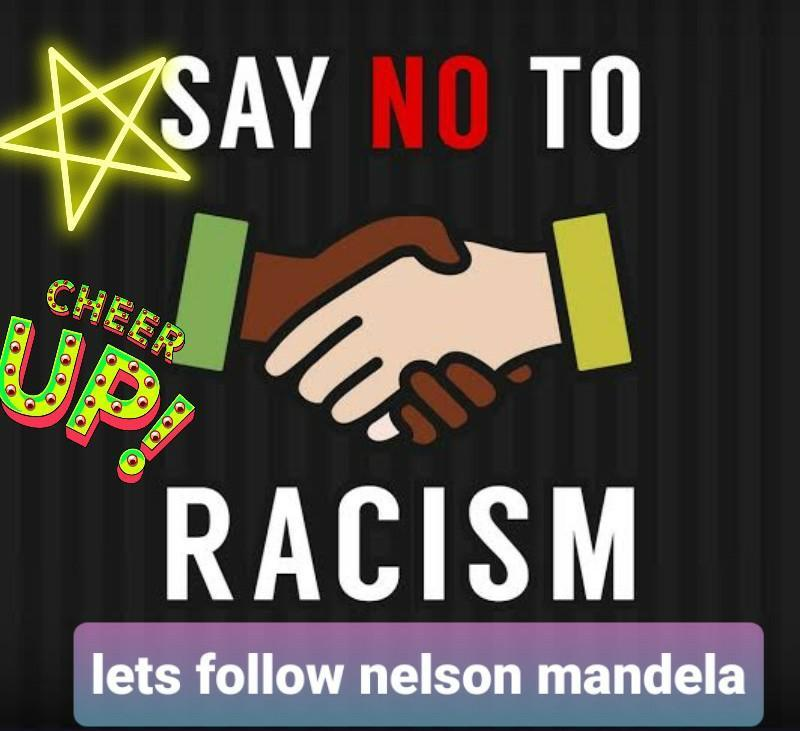 SAY NO TO
CHEER
UP!
RACISM
lets follow nelson mandela